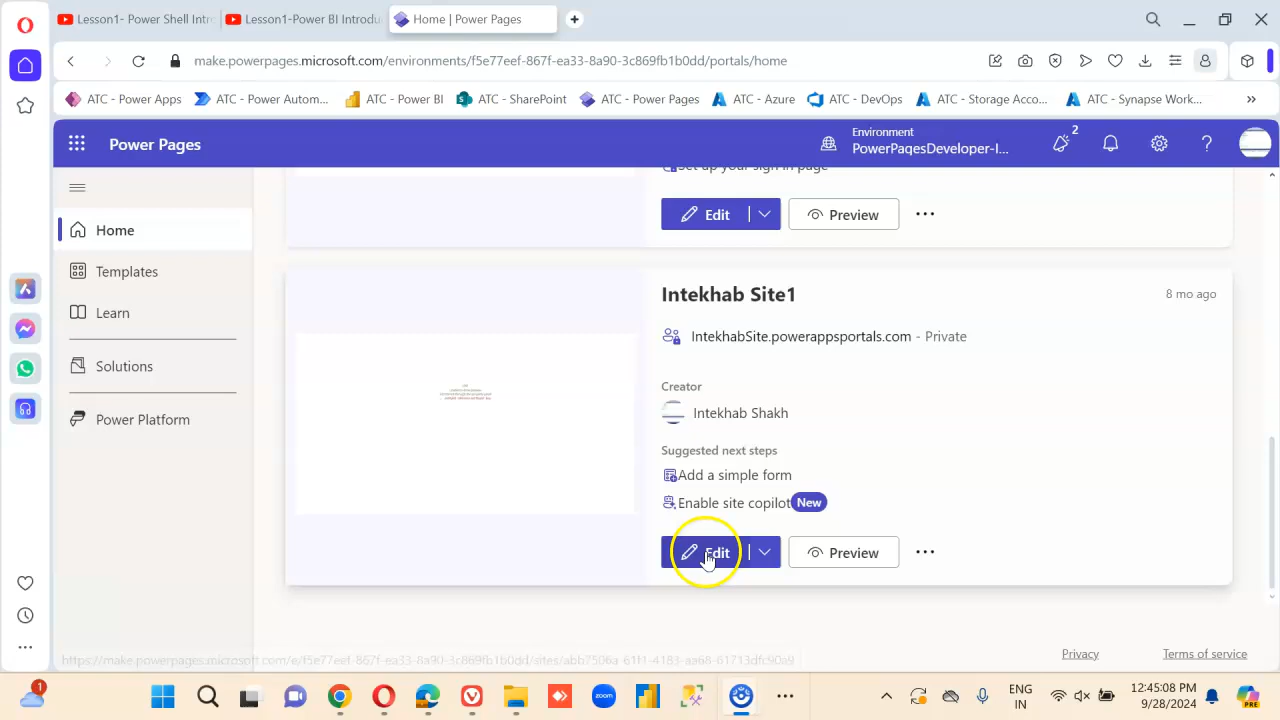 Lesson1- Power Shell Intr
Lesson1-Power BI Introdu
Home | Power Pages
make.powerpages.microsoft.com/environments/f5e77eef-867f-ea33-8a90-3c869fb1b0dd/portals/home
ATC - Power Apps
ATC - Power Autom...
ATC - Power BI
ATC - SharePoint
ATC - Power Pages
ATC - Azure
ATC - DevOps
ATC - Storage Acco...
ATC - Synapse Work...
Power Pages
Environment
PowerPagesDeveloper-I...
2
Home
Templates
Learn
Solutions
Power Platform
Set up your sign in page
Edit
Preview
Intekhab Site1
8 mo ago
IntekhabSite.powerappsportals.com - Private
Creator
Intekhab Shakh
Suggested next steps
Add a simple form
Enable site copilot New
Edit
Preview
Privacy
Terms of service
https://make.powerpages.microsoft.com/e/f5e77eef-867f-ea33-8a90-3c869fb1b0dd/sites/abb7506a-61f1-4183-aa68-61713dfc90a9
1
zoom
ENG
IN
12:45:08 PM
9/28/2024
PRE